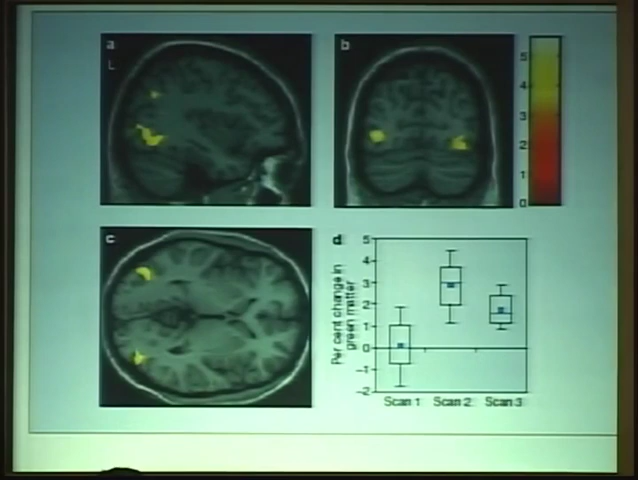 a
L
b
5
4
3
2
1
0
c
d
Per cent change in
grey matter
5
4
3
2
1
0
−1
−2
Scan 1
Scan 2
Scan 3